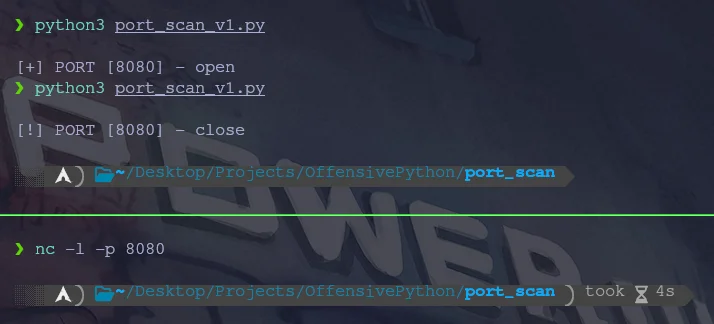 ❯ python3 port_scan_v1.py
[+] PORT [8080] - open
❯ python3 port_scan_v1.py
[!] PORT [8080] - close
~/Desktop/Projects/OffensivePython/port_scan
❯ nc -l -p 8080
~/Desktop/Projects/OffensivePython/port_scan ) took ⌛ 4s
POWER